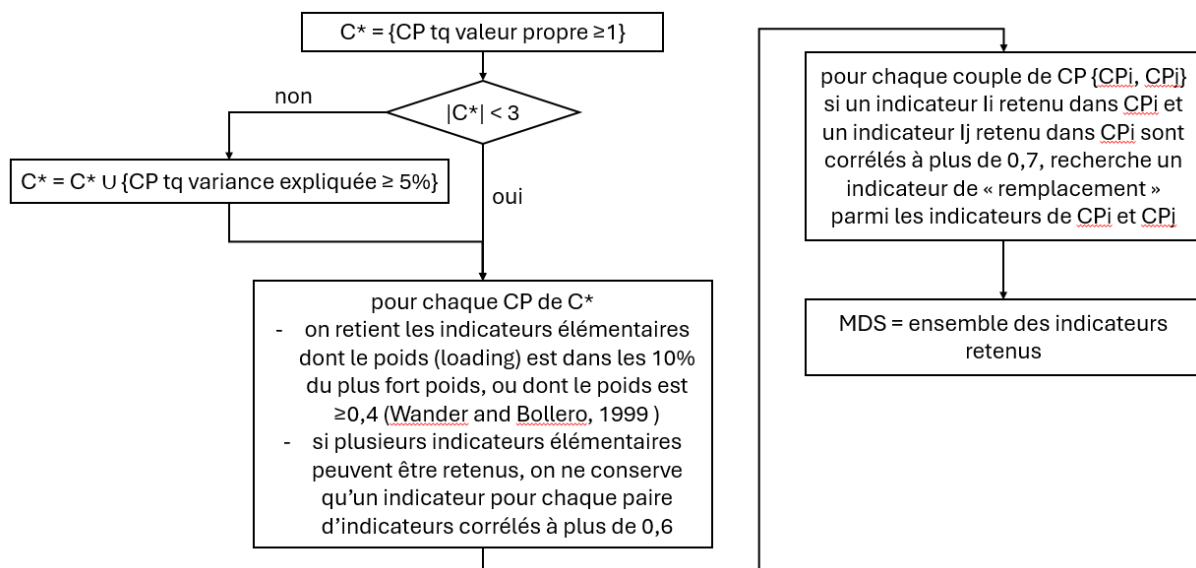 C* = {CP tq valeur propre ≥1}
non
|C*| < 3
C* = C* ∪ {CP tq variance expliquée ≥ 5%}
oui
pour chaque CP de C*
- on retient les indicateurs élémentaires
dont le poids (loading) est dans les 10%
du plus fort poids, ou dont le poids est
≥0,4 (Wander and Bollero, 1999 )
- si plusieurs indicateurs élémentaires
peuvent être retenus, on ne conserve
qu’un indicateur pour chaque paire
d’indicateurs corrélés à plus de 0,6
pour chaque couple de CP {CPi, CPj}
si un indicateur Ii retenu dans CPi et
un indicateur Ij retenu dans CPi sont
corrélés à plus de 0,7, recherche un
indicateur de « remplacement »
parmi les indicateurs de CPi et CPj
MDS = ensemble des indicateurs
retenus